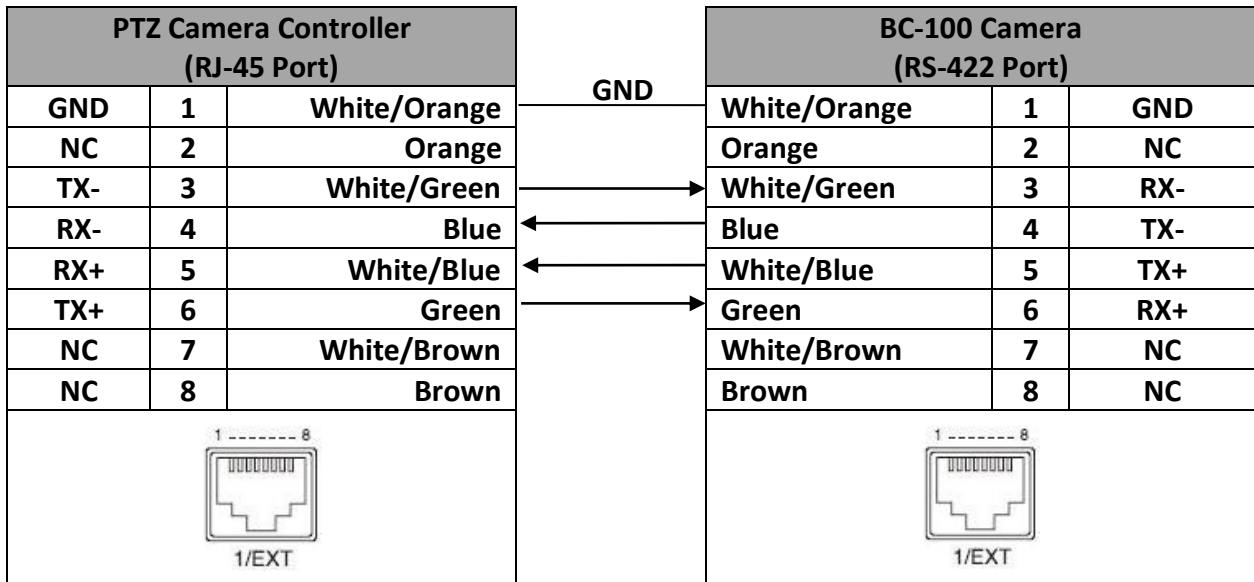 PTZ Camera Controller
(RJ-45 Port)
GND 1 White/Orange
NC 2 Orange
TX- 3 White/Green
RX- 4 Blue
RX+ 5 White/Blue
TX+ 6 Green
NC 7 White/Brown
NC 8 Brown
1 ------- 8
1/EXT
GND
BC-100 Camera
(RS-422 Port)
White/Orange 1 GND
Orange 2 NC
White/Green 3 RX-
Blue 4 TX-
White/Blue 5 TX+
Green 6 RX+
White/Brown 7 NC
Brown 8 NC
1 ------- 8
1/EXT